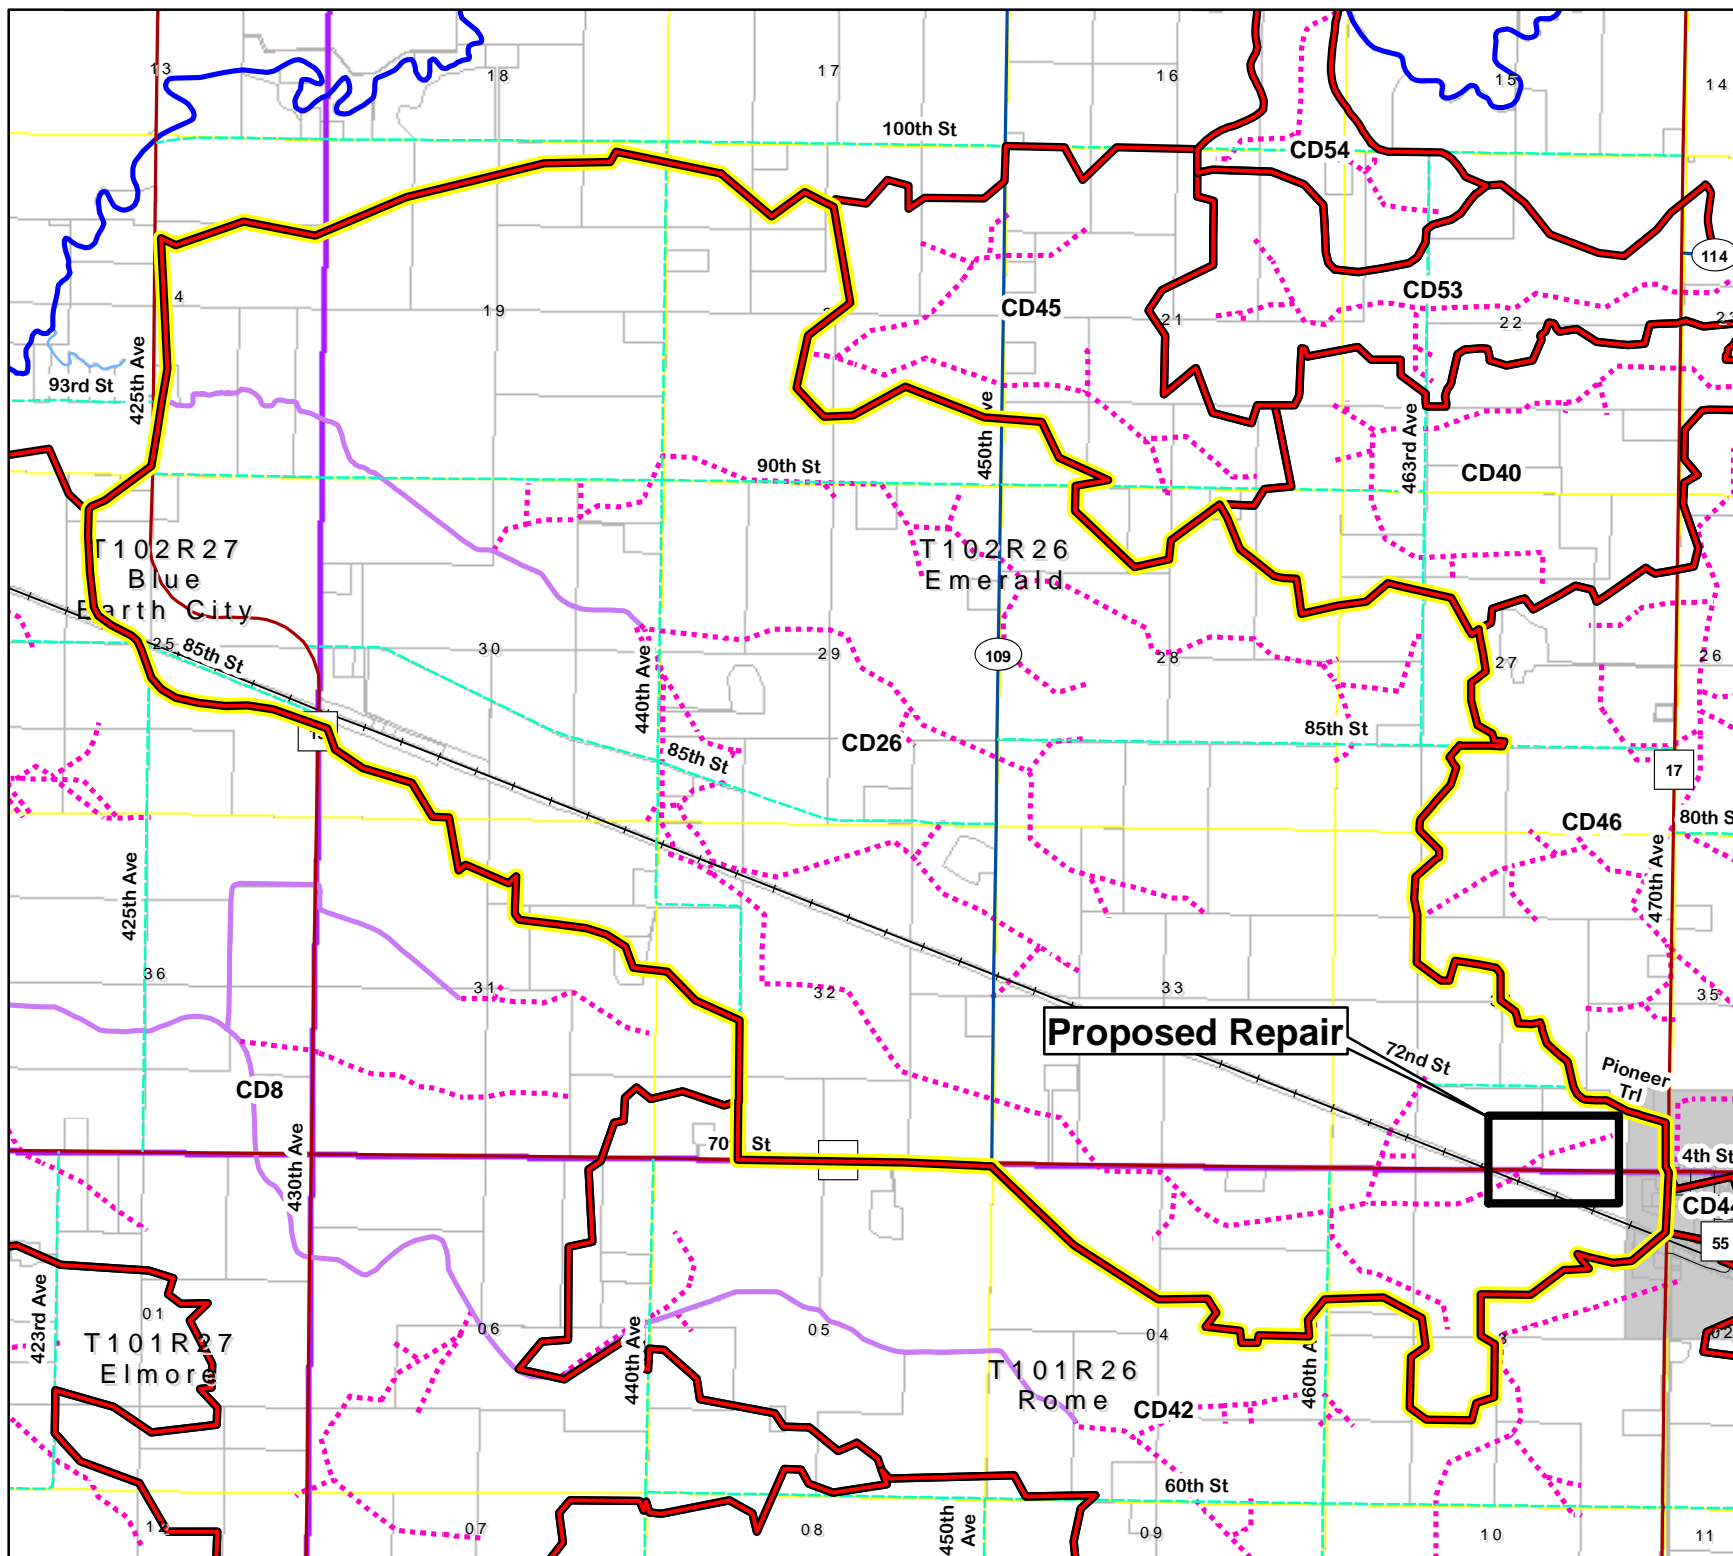 13
18
17
16
15
14
100th St
CD54
114
4
19
CD45
21
CD53
22
93rd St
425th Ave
450th
463rd Ave
90th St
CD40
T102R27
Blue
Earth City
T102R26
Emerald
25
85th St
30
440th Ave
29
109
28
27
26
CD26
85th St
85th St
17
CD46
80th S
425th Ave
470th Ave
36
31
32
33
35
Proposed Repair
72nd St
Pioneer
Trl
CD8
430th Ave
70th St
4th St
CD44
55
423rd Ave
01
T101R27
Elmore
06
440th Ave
05
04
02
T101R26
Rome
460th A
CD42
60th St
12
07
08
450th
Ave
09
10
11